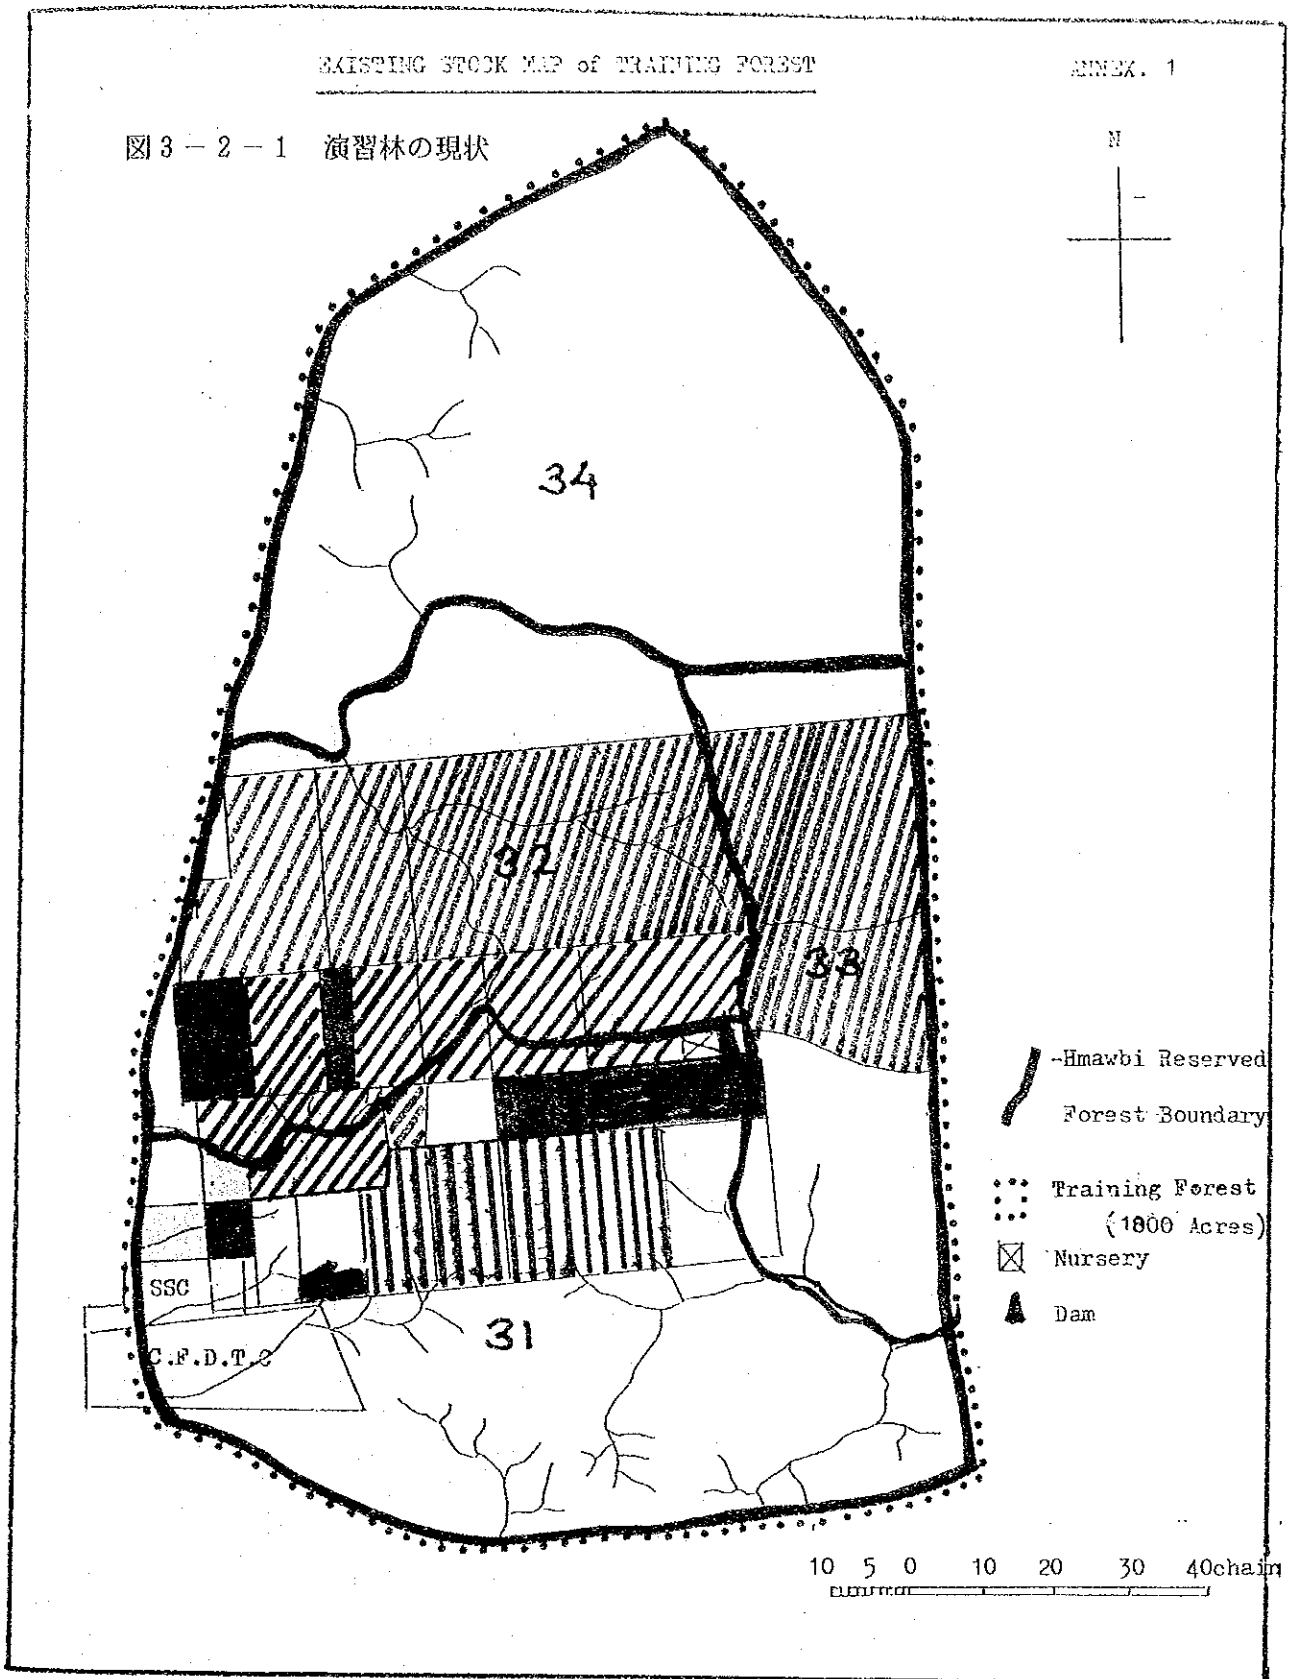 EXISTING STOCK MAP of TRAINING FOREST
ANNEX. 1
図3－2－1 演習林の現状
N
34
32
33
-Hmawbi Reserved
Forest Boundary
Training Forest
(1800 Acres)
Nursery
SSC
Dam
31
C.F.D.T.C
10 5 0 10 20 30 40chain